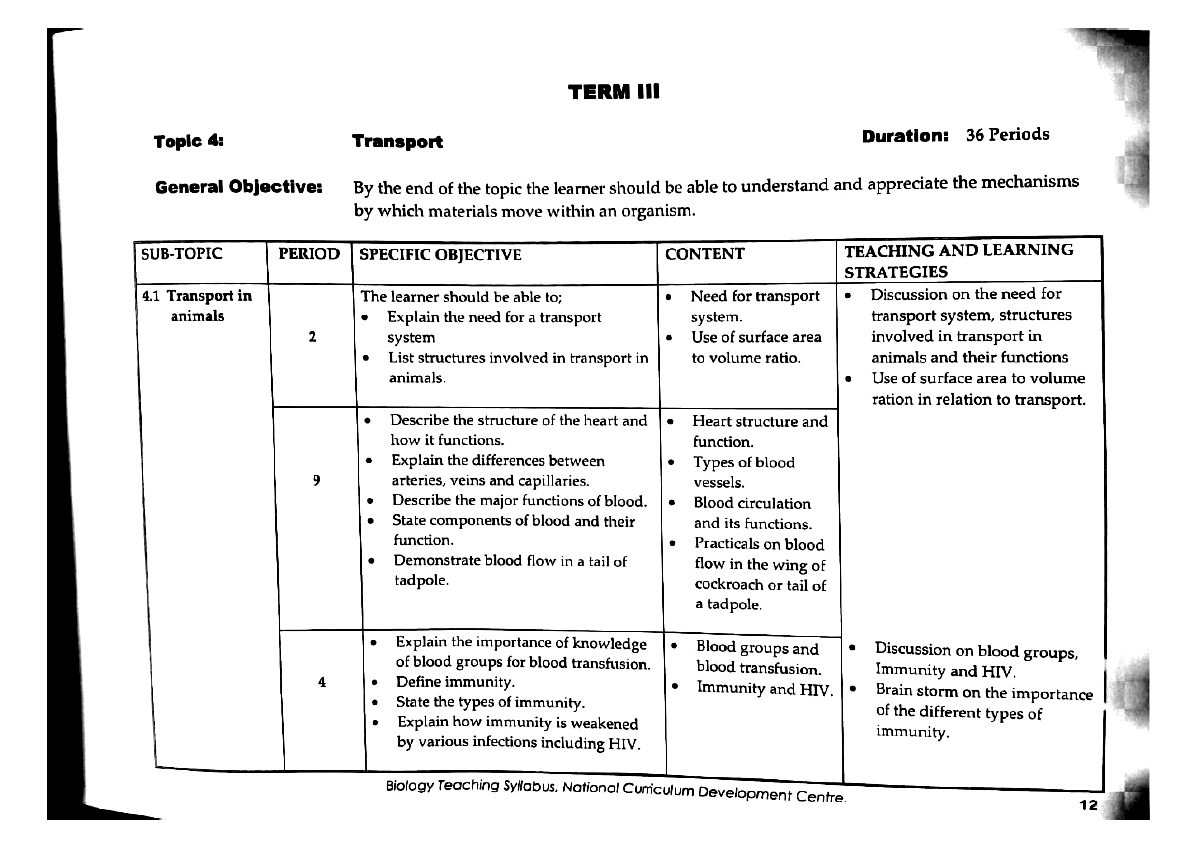 TERM III
Topic 4: Transport Duration: 36 Periods
General Objective: By the end of the topic the learner should be able to understand and appreciate the mechanisms
by which materials move within an organism.
SUB-TOPIC PERIOD SPECIFIC OBJECTIVE CONTENT TEACHING AND LEARNING
STRATEGIES
4.1 Transport in
animals
2
The learner should be able to;
• Explain the need for a transport
system
• List structures involved in transport in
animals.
• Need for transport
system.
• Use of surface area
to volume ratio.
• Discussion on the need for
transport system, structures
involved in transport in
animals and their functions
• Use of surface area to volume
ration in relation to transport.
9
• Describe the structure of the heart and
how it functions.
• Explain the differences between
arteries, veins and capillaries.
• Describe the major functions of blood.
• State components of blood and their
function.
• Demonstrate blood flow in a tail of
tadpole.
• Heart structure and
function.
• Types of blood
vessels.
• Blood circulation
and its functions.
• Practicals on blood
flow in the wing of
cockroach or tail of
a tadpole.
4
• Explain the importance of knowledge
of blood groups for blood transfusion.
• Define immunity.
• State the types of immunity.
• Explain how immunity is weakened
by various infections including HIV.
• Blood groups and
blood transfusion.
• Immunity and HIV.
• Discussion on blood groups,
Immunity and HIV.
• Brain storm on the importance
of the different types of
immunity.
Biology Teaching Syllabus, National Curriculum Development Centre.
12